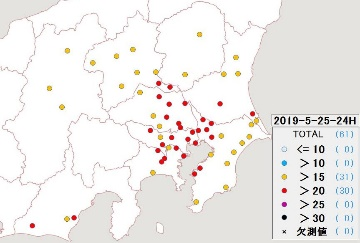 2019-5-25-24H
TOTAL (61)
<= 10 (0)
> 10 (0)
> 15 (31)
> 20 (30)
> 25 (0)
> 30 (0)
× 欠測値 (0)